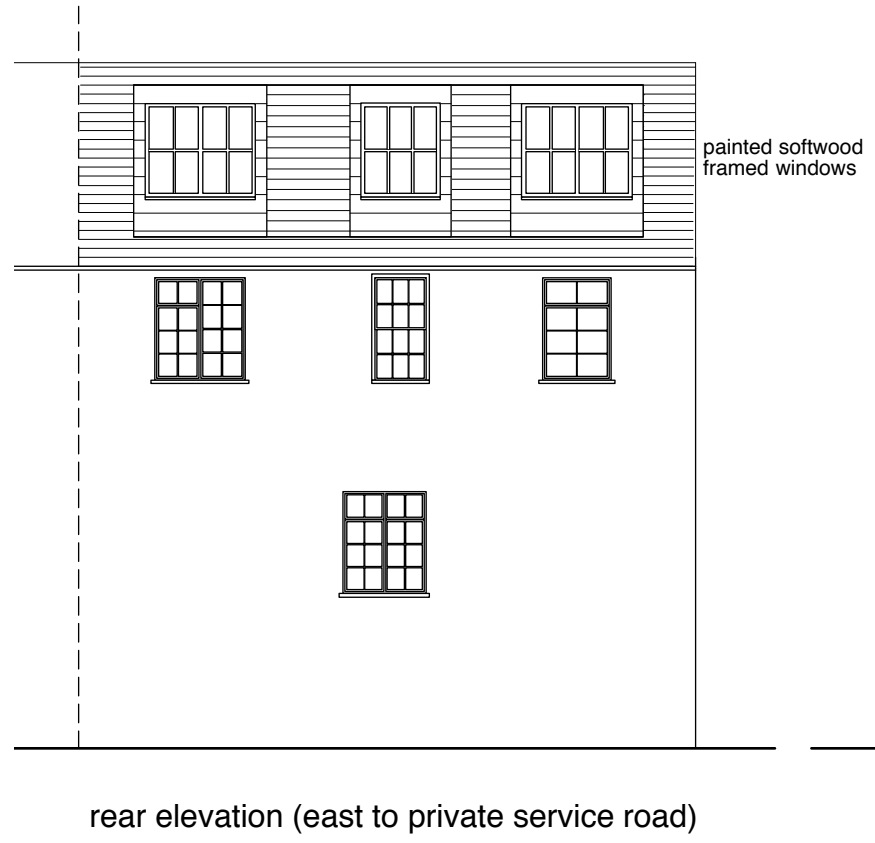 painted softwood
framed windows
rear elevation (east to private service road)